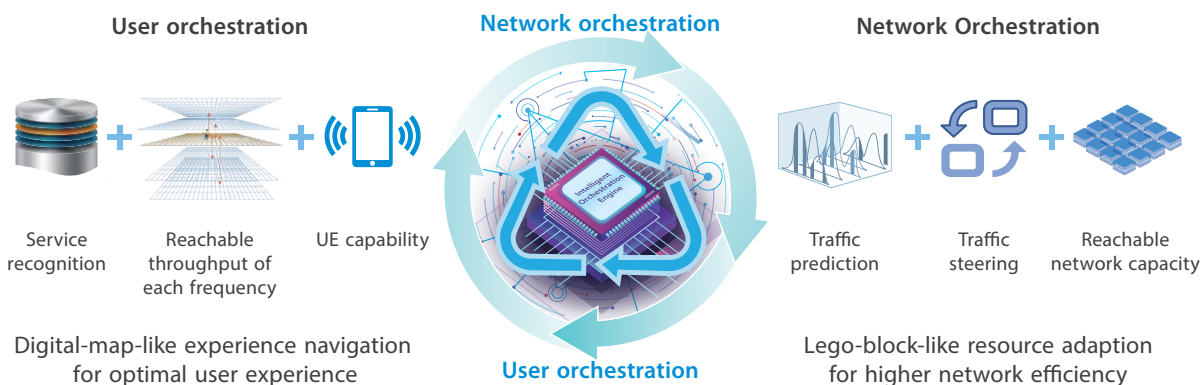 User orchestration
Service
recognition
Reachable
throughput of
each frequency
UE capability
Digital-map-like experience navigation
for optimal user experience
Network orchestration
Intelligent
Orchestration
Engine
User orchestration
Network Orchestration
Traffic
prediction
Traffic
steering
Reachable
network capacity
Lego-block-like resource adaption
for higher network efficiency